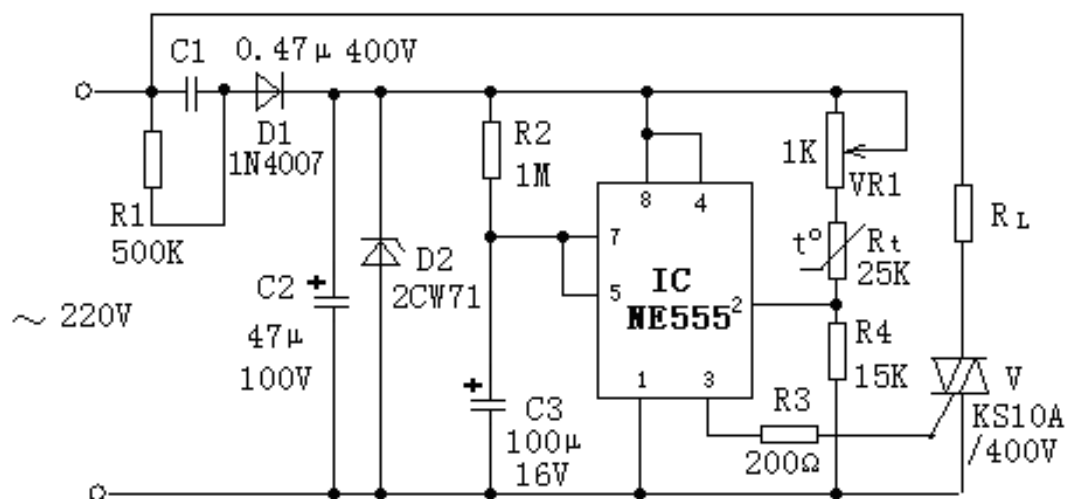 C1
0.47μ 400V
D1
1N4007
R1
500K
~ 220V
C2
47μ
100V
D2
2CW71
R2
1M
C3
100μ
16V
8
4
7
5
2
IC
NE555
1
3
R3
200Ω
1K
VR1
t°
Rt
25K
R4
15K
RL
V
KS10A
/400V